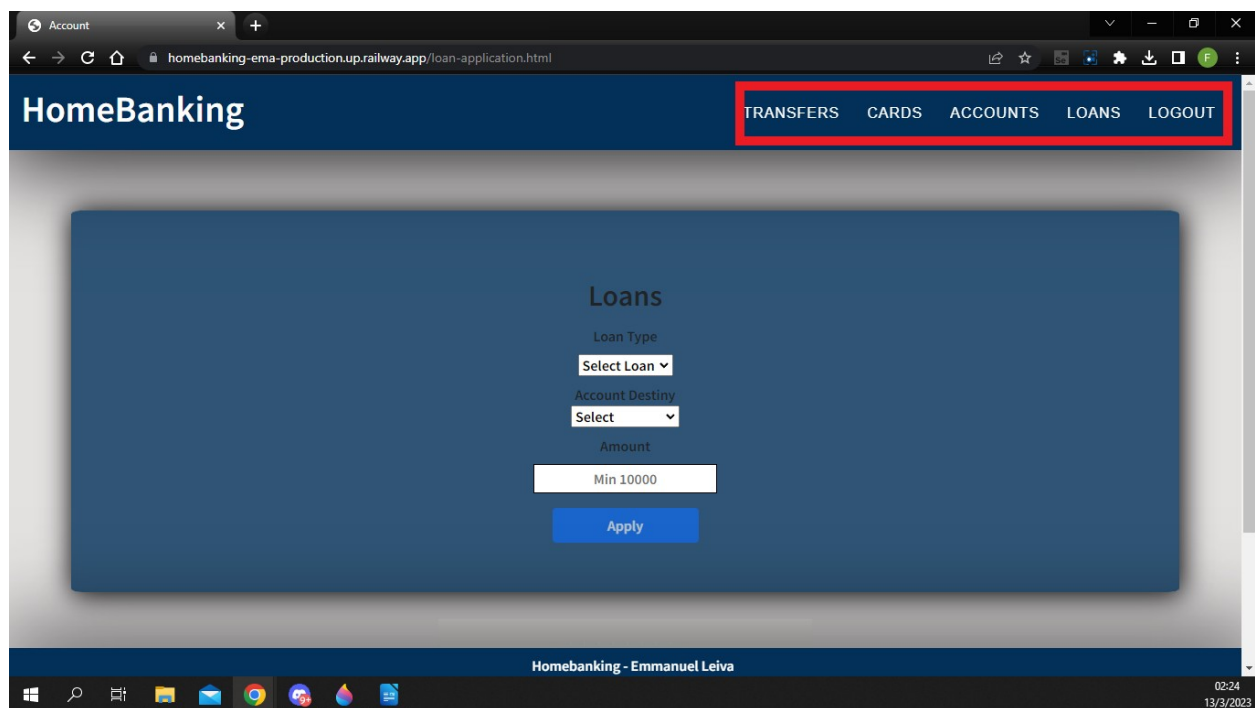 Account
homebanking-ema-production.up.railway.app/loan-application.html
F
HomeBanking
TRANSFERS CARDS ACCOUNTS LOANS LOGOUT
Loans
Loan Type
Select Loan
Account Destiny
Select
Amount
Min 10000
Apply
Homebanking - Emmanuel Leiva
02:24
13/3/2023